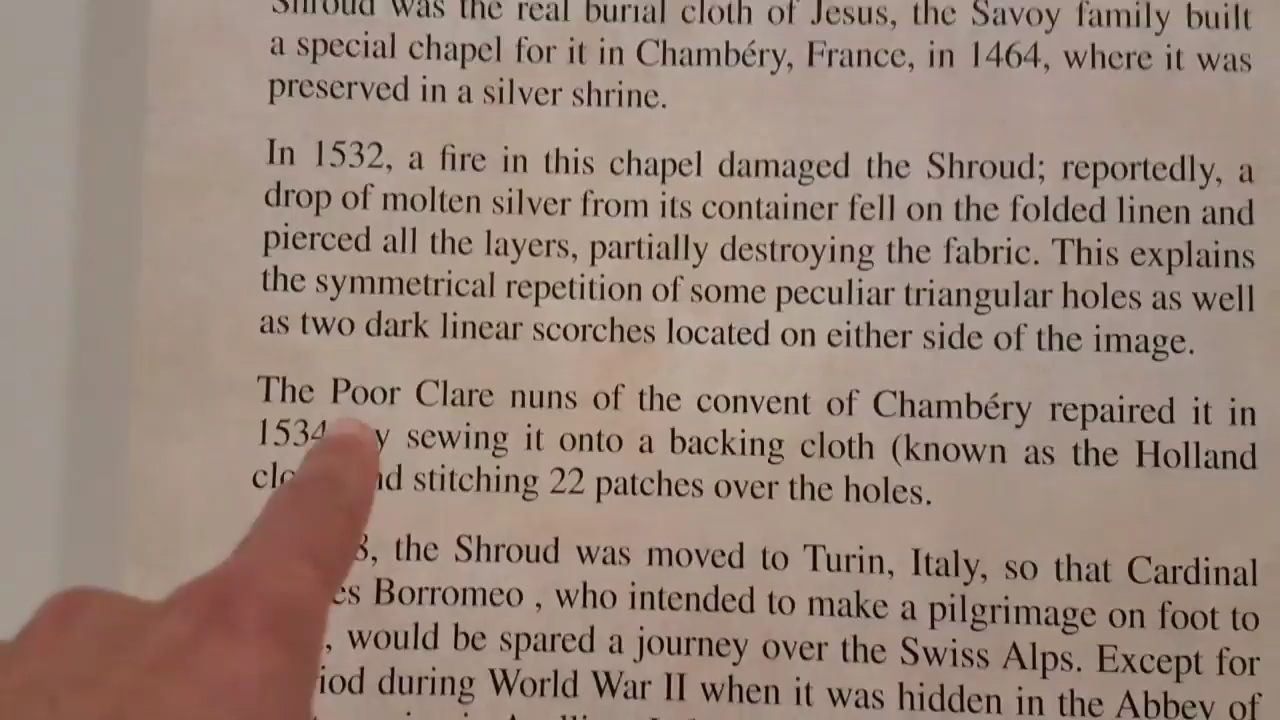 Shroud was the real burial cloth of Jesus, the Savoy family built
a special chapel for it in Chambéry, France, in 1464, where it was
preserved in a silver shrine.
In 1532, a fire in this chapel damaged the Shroud; reportedly, a
drop of molten silver from its container fell on the folded linen and
pierced all the layers, partially destroying the fabric. This explains
the symmetrical repetition of some peculiar triangular holes as well
as two dark linear scorches located on either side of the image.
The Poor Clare nuns of the convent of Chambéry repaired it in
1534 sewing it onto a backing cloth (known as the Holland
stitching 22 patches over the holes.
the Shroud was moved to Turin, Italy, so that Cardinal
Borromeo , who intended to make a pilgrimage on foot to
, would be spared a journey over the Swiss Alps. Except for
during World War II when it was hidden in the Abbey of